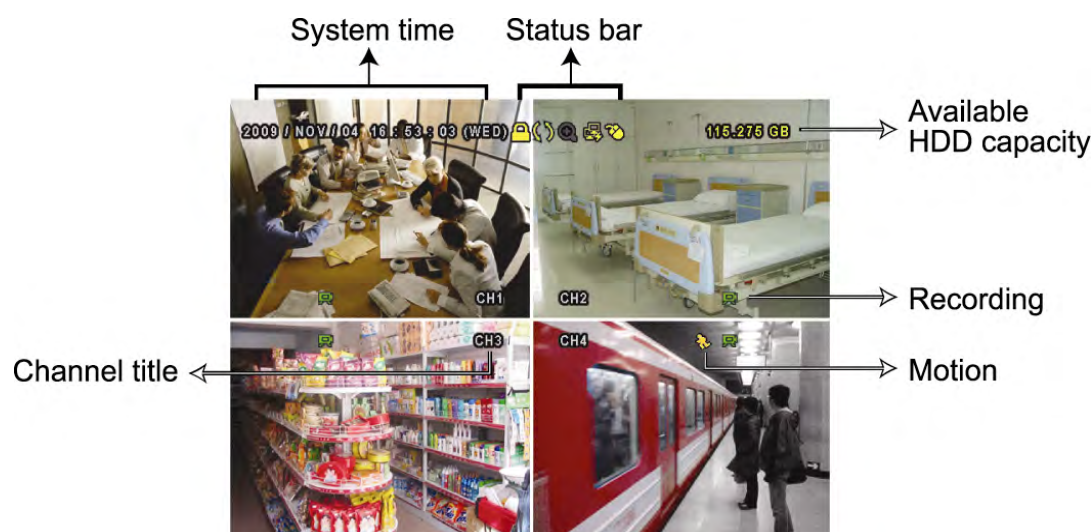 System time
Status bar
2009 / NOV / 04 16 : 53 : 03 (WED)
115.275 GB
Available
HDD capacity
CH1
CH2
Recording
CH3
CH4
Channel title
Motion